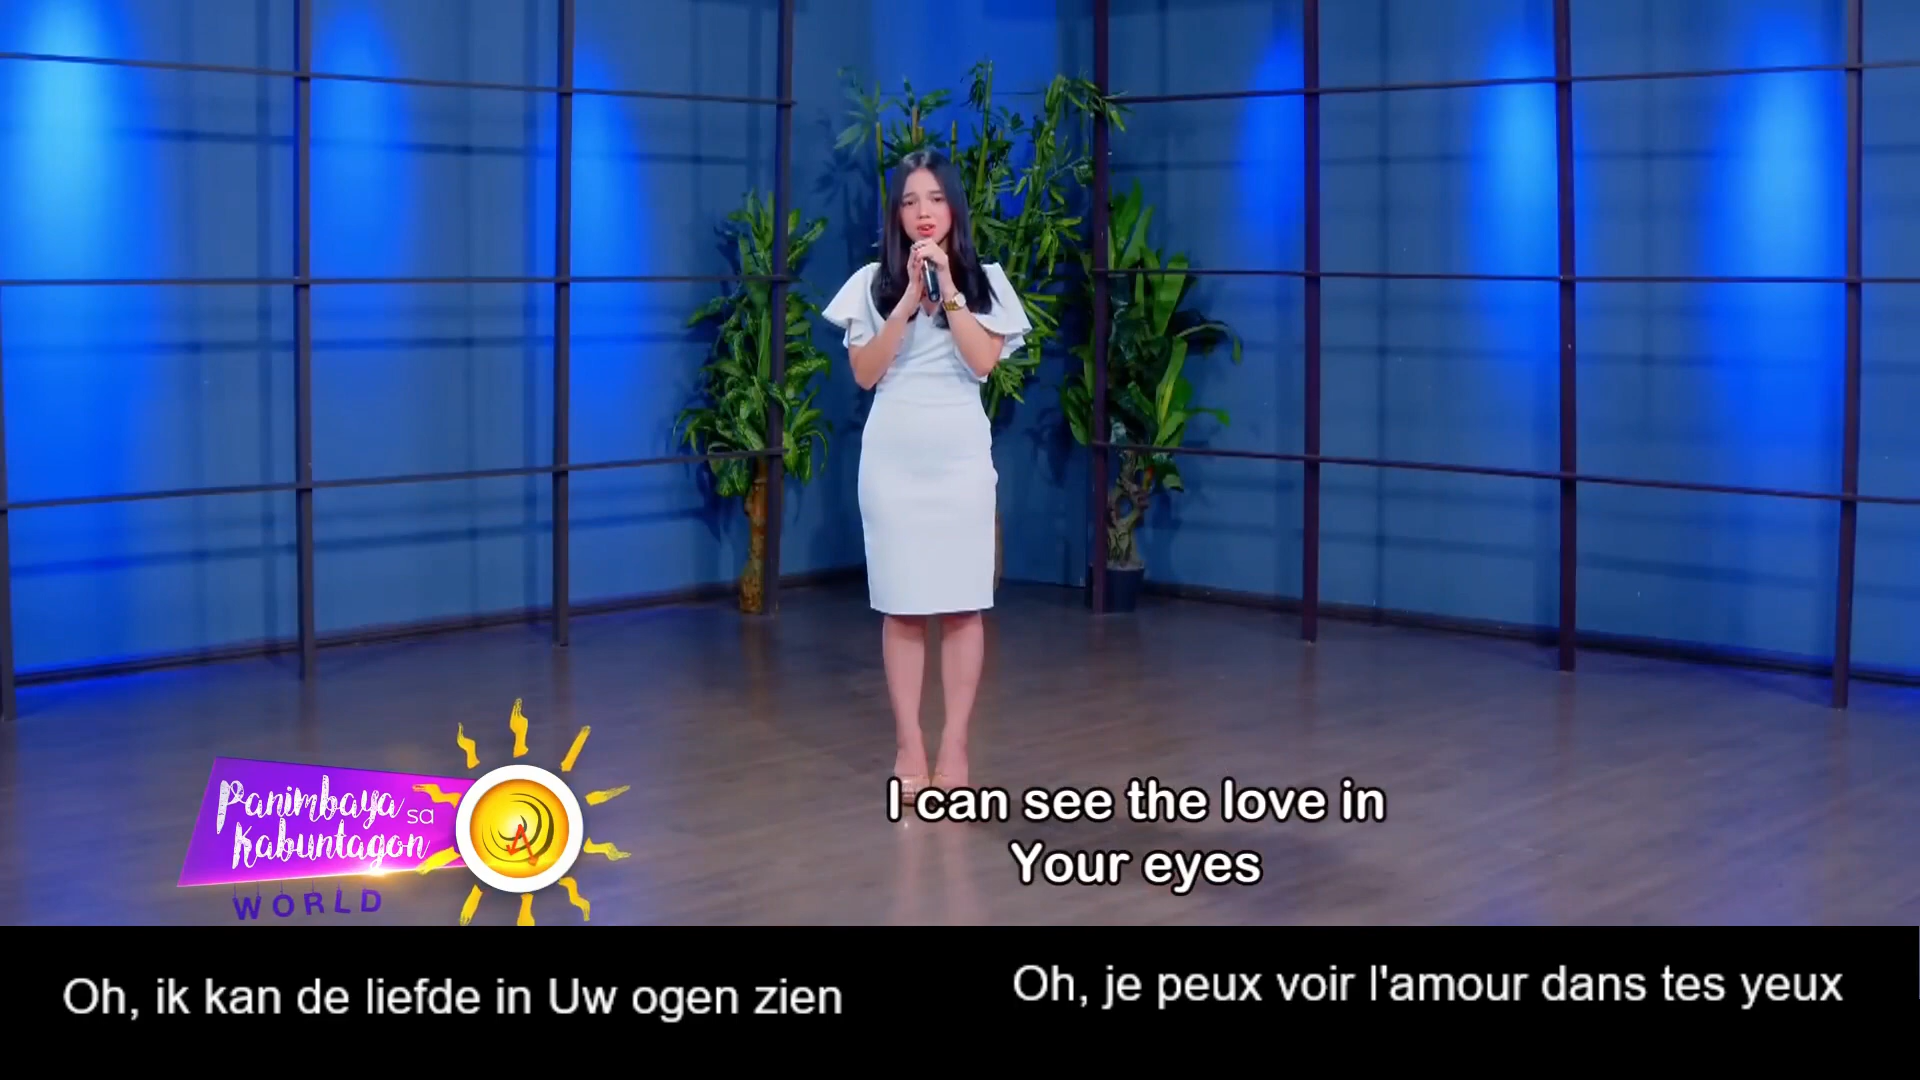 Panimbaya sa
Kabuntagon
WORLD
I can see the love in
Your eyes
Oh, ik kan de liefde in Uw ogen zien
Oh, je peux voir l'amour dans tes yeux